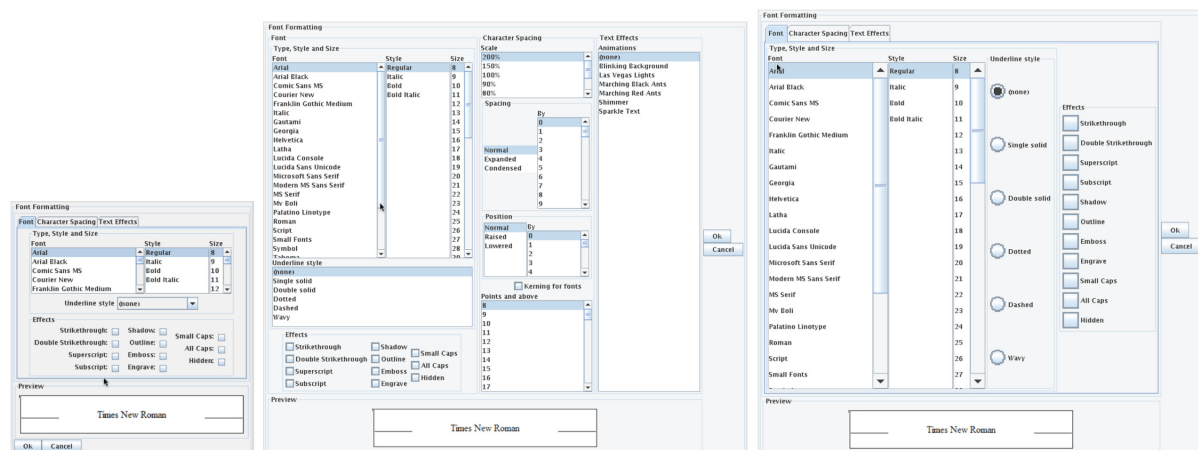 Font Formatting
Font Character Spacing Text Effects
Type, Style and Size
Font Style Size
Arial Regular 8
Arial Black Italic 9
Comic Sans MS Bold 10
Courier New Bold Italic 11
Franklin Gothic Medium 12
Underline style (none)
Effects
Strikethrough: Shadow: Small Caps:
Double Strikethrough: Outline: All Caps:
Superscript: Emboss: Hidden:
Subscript: Engrave:
Preview
Times New Roman
Ok Cancel
Font Formatting
Font
Type, Style and Size
Font Style Size
Arial Regular 8
Arial Black Italic 9
Comic Sans MS Bold 10
Courier New Bold Italic 11
Franklin Gothic Medium 12
Italic 13
Gautami 14
Georgia 15
Helvetica 16
Latha 17
Lucida Console 18
Lucida Sans Unicode 19
Microsoft Sans Serif 20
Modern MS Sans Serif 21
MS Serif 22
Mv Boli 23
Palatino Linotype 24
Roman 25
Script 26
Small Fonts 27
Symbol 28
Tahoma 29
Underline style
(none)
Single solid
Double solid
Dotted
Dashed
Wavy
Effects
Strikethrough Shadow Small Caps
Double Strikethrough Outline All Caps
Superscript Emboss Hidden
Subscript Engrave
Character Spacing
Scale
200%
150%
100%
90%
80%
Spacing
By
0
1
2
Normal 3
Expanded 4
Condensed 5
6
7
8
9
Position
Normal By
Raised 0
Lowered 1
2
3
4
Kerning for fonts
Points and above
8
9
10
11
12
13
14
15
16
17
Text Effects
Animations
(none)
Blinking Background
Las Vegas Lights
Marching Black Ants
Marching Red Ants
Shimmer
Sparkle Text
Ok
Cancel
Preview
Times New Roman
Font Formatting
Font Character Spacing Text Effects
Type, Style and Size
Font Style Size
Arial Regular 8
Arial Black Italic 9
Comic Sans MS Bold 10
Courier New Bold Italic 11
Franklin Gothic Medium 12
Italic 13
Gautami 14
Georgia 15
Helvetica 16
Latha 17
Lucida Console 18
Lucida Sans Unicode 19
Microsoft Sans Serif 20
Modern MS Sans Serif 21
MS Serif 22
Mv Boli 23
Palatino Linotype 24
Roman 25
Script 26
Small Fonts 27
Underline style
(none)
Single solid
Double solid
Dotted
Dashed
Wavy
Effects
Strikethrough
Double Strikethrough
Superscript
Subscript
Shadow
Outline
Emboss
Engrave
Small Caps
All Caps
Hidden
Ok
Cancel
Preview
Times New Roman